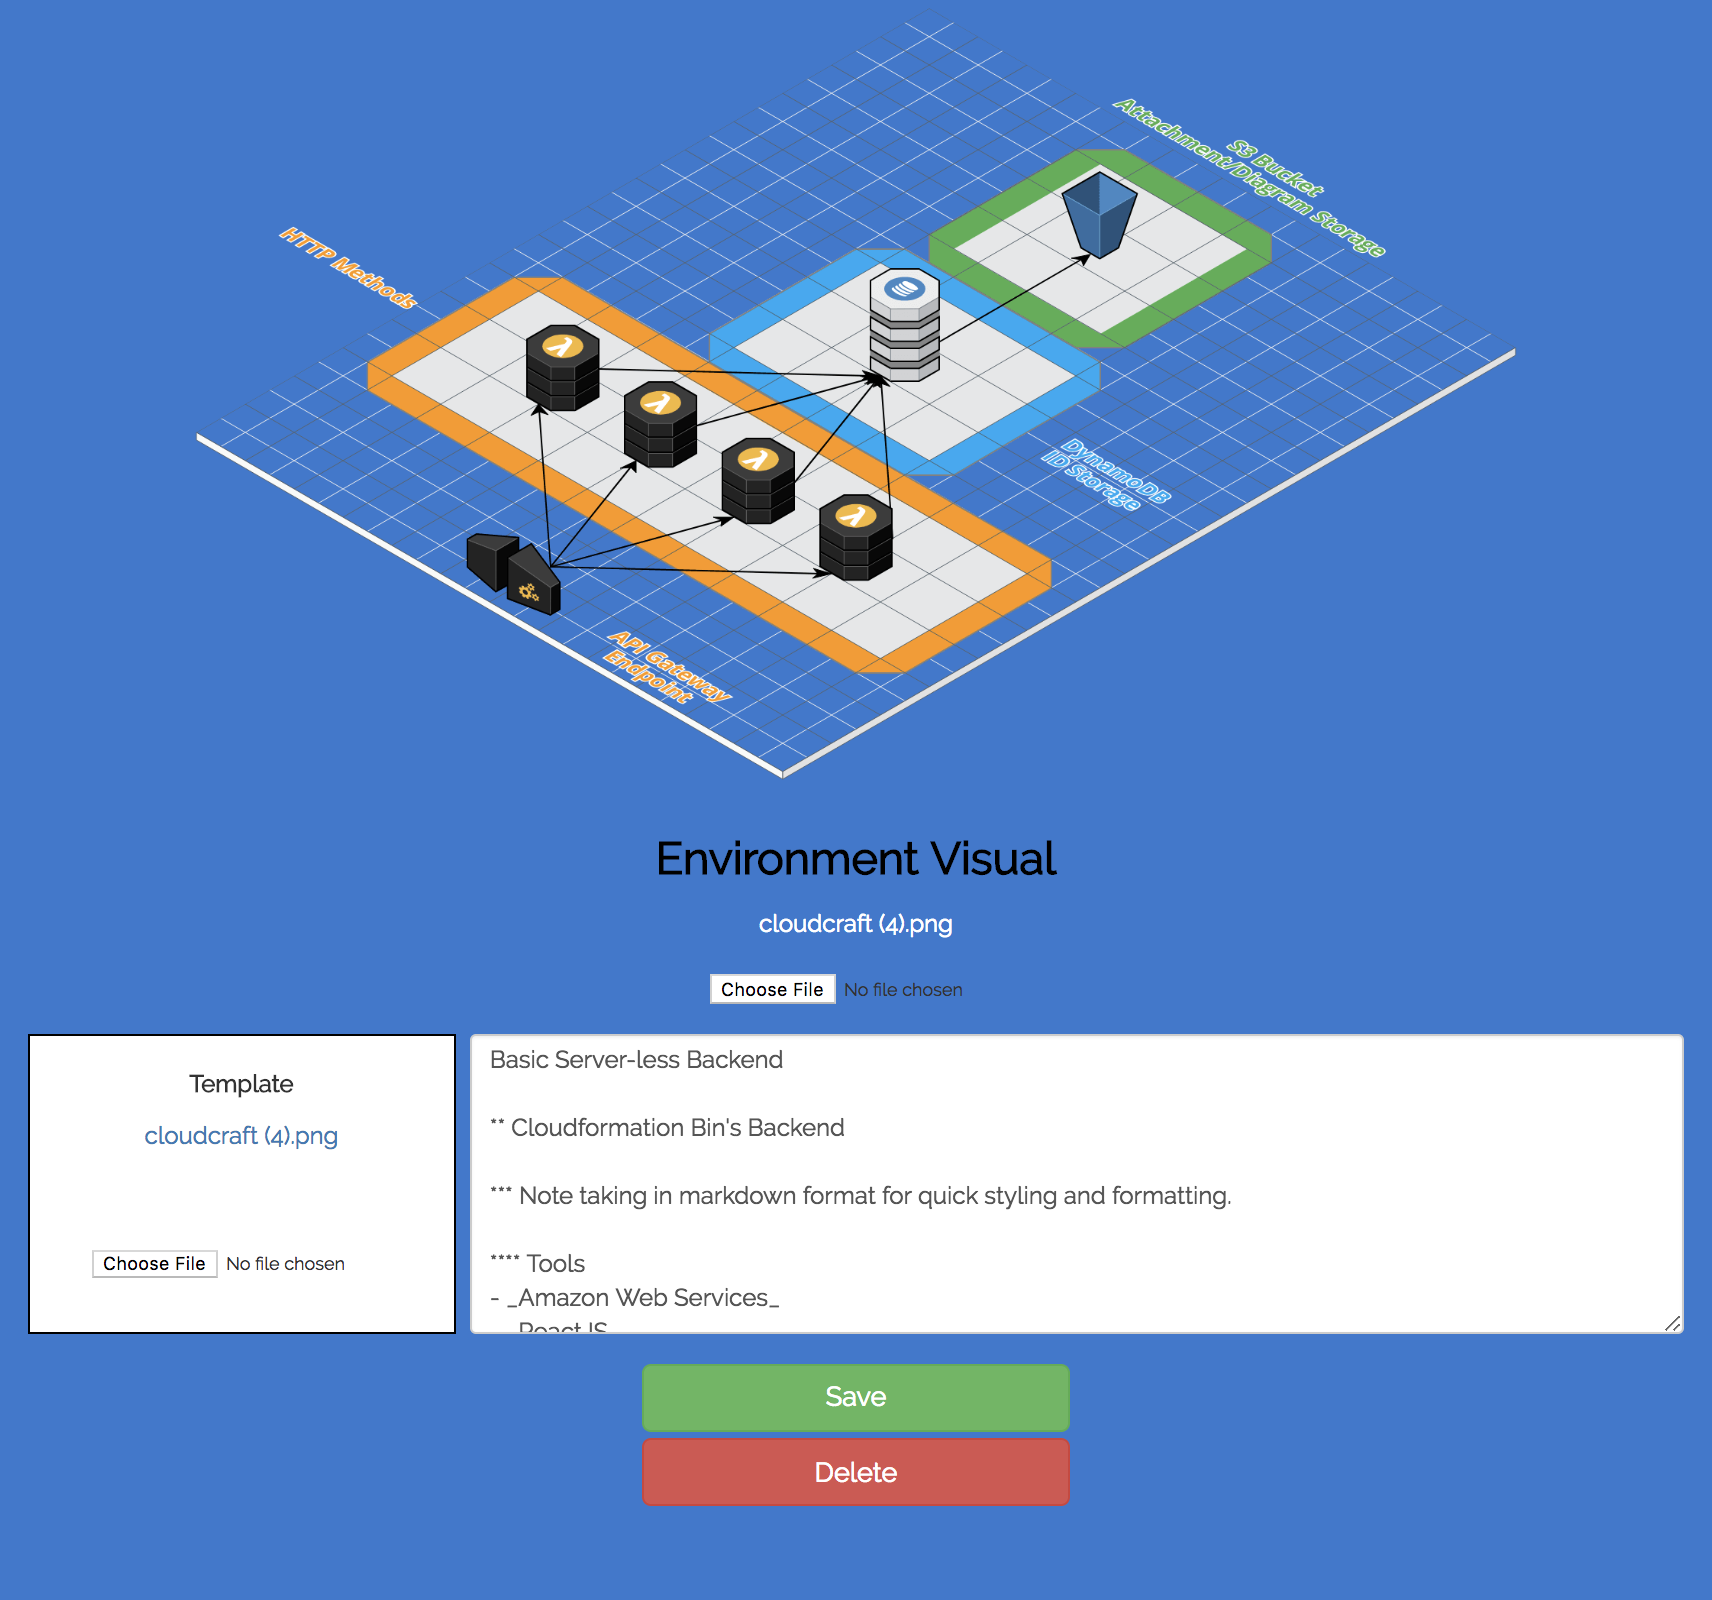 S3 Bucket
Attachment/Diagram Storage
HTTP Methods
DynamoDB
ID Storage
API Gateway
Endpoint
Environment Visual
cloudcraft (4).png
Choose File No file chosen
Template
cloudcraft (4).png
Choose File No file chosen
Basic Server-less Backend
** Cloudformation Bin's Backend
*** Note taking in markdown format for quick styling and formatting.
**** Tools
- _Amazon Web Services_
ReactJS
Save
Delete